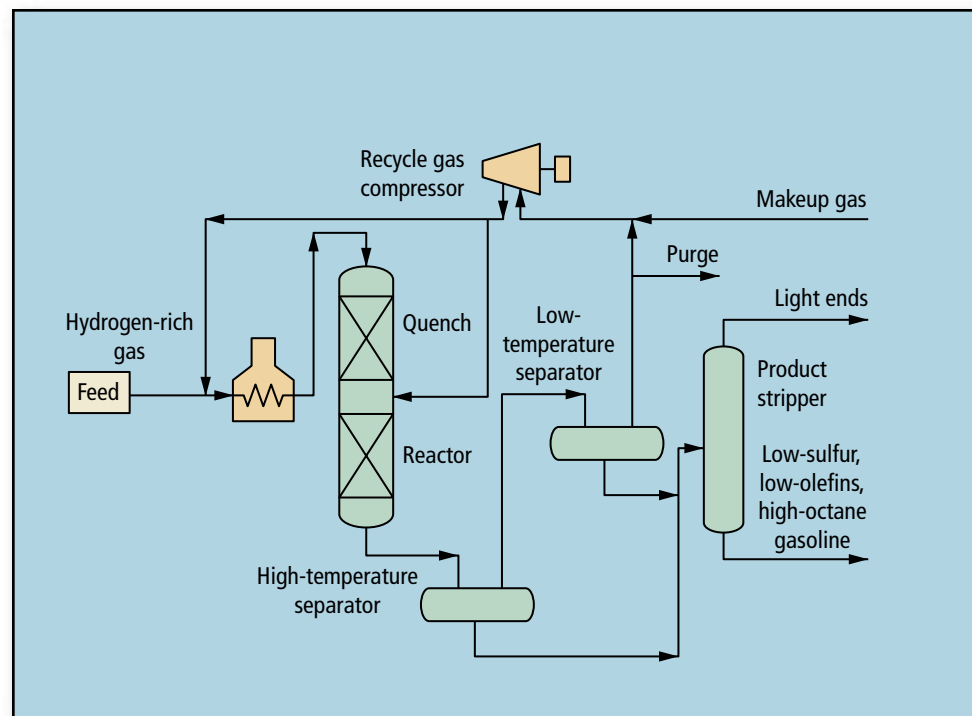 Recycle gas
compressor
Makeup gas
Purge
Light ends
Hydrogen-rich
gas
Quench
Low-
temperature
separator
Product
stripper
Feed
Reactor
Low-sulfur,
low-olefins,
high-octane
gasoline
High-temperature
separator